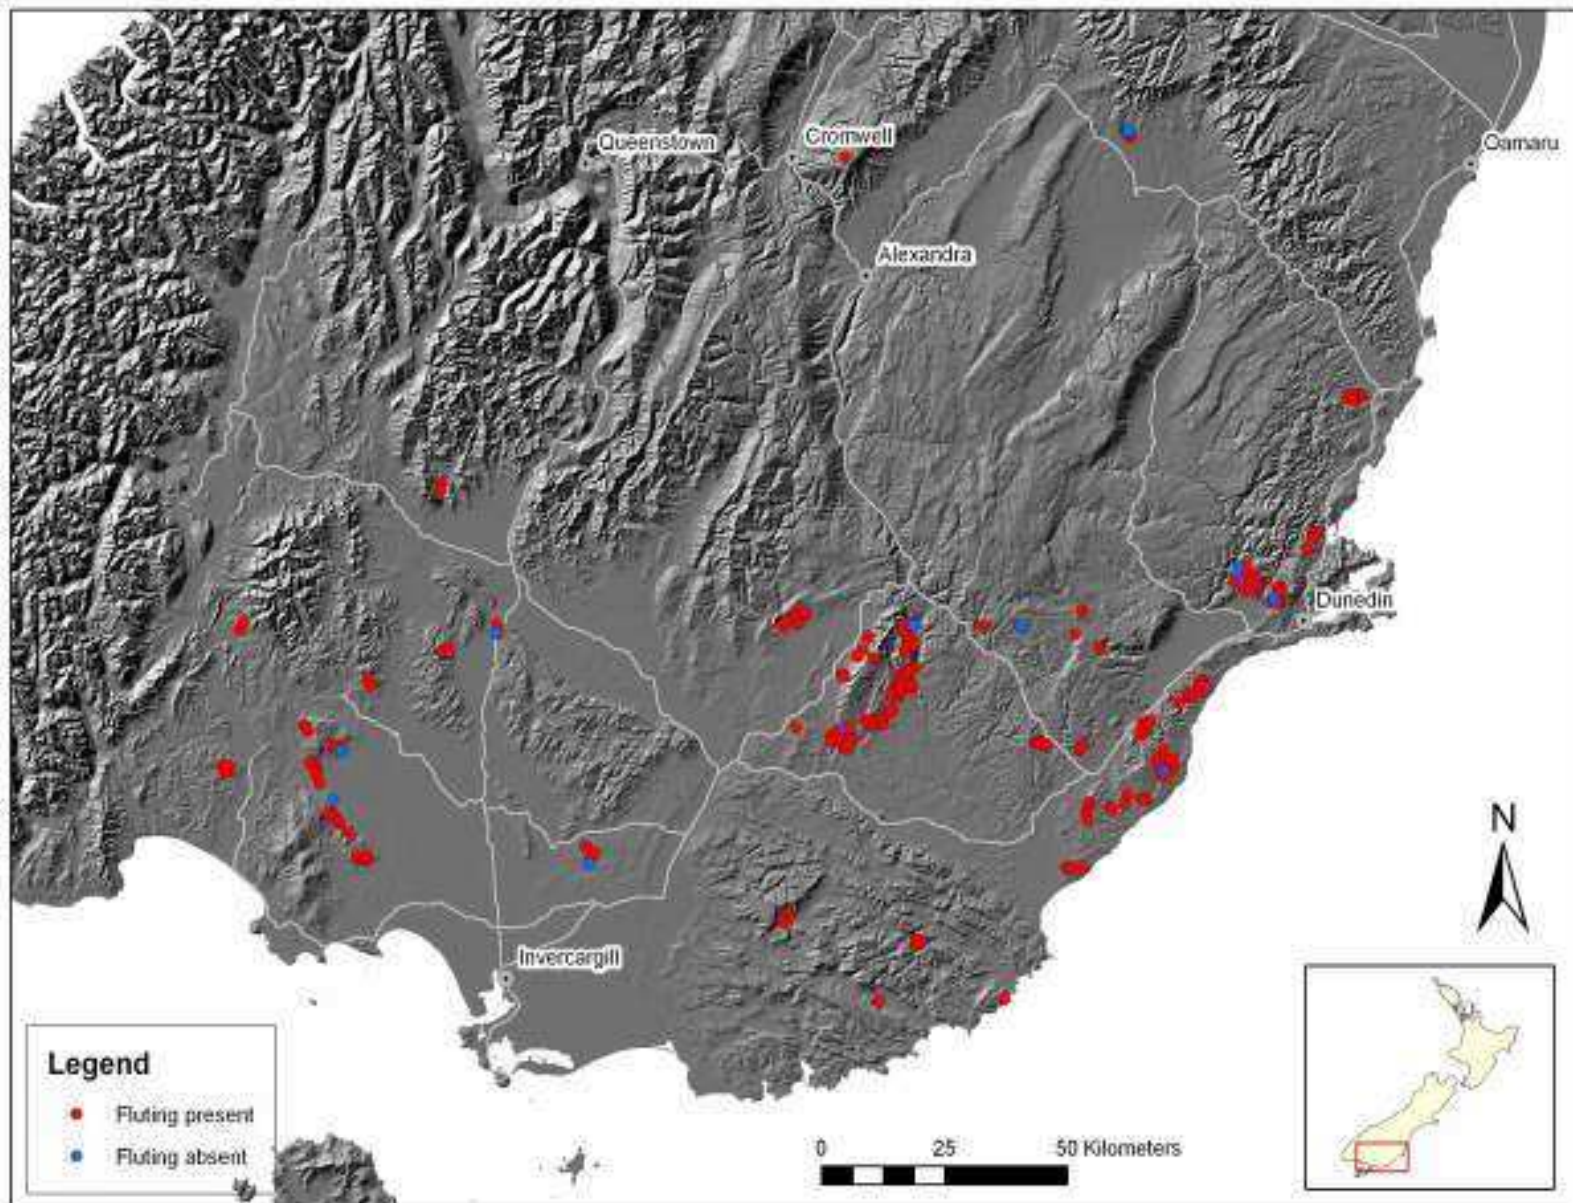 Queenstown
Cromwell
Oamaru
Alexandra
Dunedin
N
Invercargill
Legend
Fluting present
Fluting absent
0 25 50 Kilometers